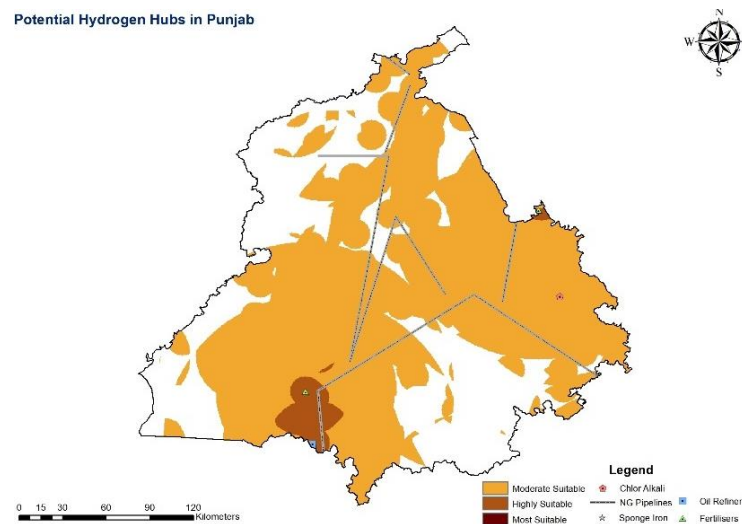 Potential Hydrogen Hubs in Punjab
N
W
E
S
Legend
Moderate Suitable
Highly Suitable
Most Suitable
Chlor Alkali
NG Pipelines
Sponge Iron
Oil Refiner
Fertilisers
0 15 30 60 90 120
Kilometers